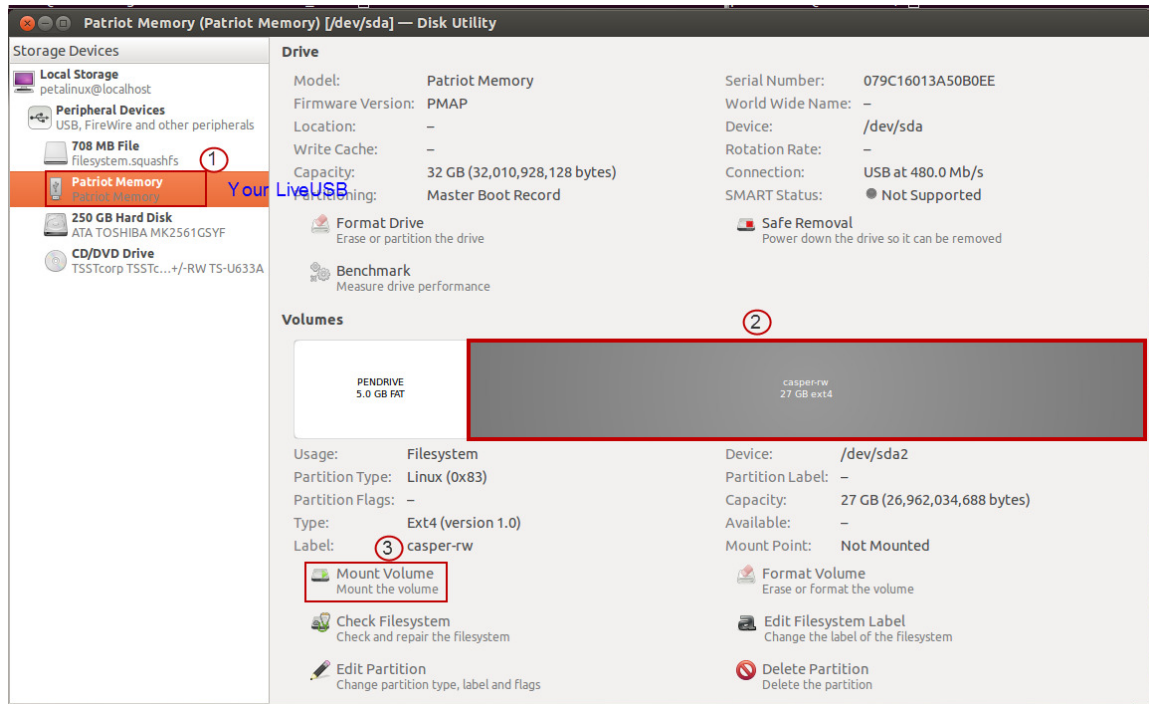 Patriot Memory (Patriot Memory) [/dev/sda] — Disk Utility
Storage Devices
Local Storage
petalinux@localhost
Peripheral Devices
USB, FireWire and other peripherals
708 MB File
filesystem.squashfs
1
Patriot Memory
Patriot Memory
Your LiveUSB
250 GB Hard Disk
ATA TOSHIBA MK2561GSYF
CD/DVD Drive
TSSTcorp TSSTc...+/-RW TS-U633A
Drive
Model: Patriot Memory
Serial Number: 079C16013A50B0EE
Firmware Version: PMAP
World Wide Name: –
Location: –
Device: /dev/sda
Write Cache: –
Rotation Rate: –
Capacity: 32 GB (32,010,928,128 bytes)
Connection: USB at 480.0 Mb/s
Partitioning: Master Boot Record
SMART Status: Not Supported
Format Drive
Erase or partition the drive
Safe Removal
Power down the drive so it can be removed
Benchmark
Measure drive performance
Volumes
2
PENDRIVE
5.0 GB FAT
casper-rw
27 GB ext4
Usage: Filesystem
Device: /dev/sda2
Partition Type: Linux (0x83)
Partition Label: –
Partition Flags: –
Capacity: 27 GB (26,962,034,688 bytes)
Type: Ext4 (version 1.0)
Available: –
Label: casper-rw
Mount Point: Not Mounted
3
Mount Volume
Mount the volume
Format Volume
Erase or format the volume
Check Filesystem
Check and repair the filesystem
Edit Filesystem Label
Change the label of the filesystem
Edit Partition
Change partition type, label and flags
Delete Partition
Delete the partition